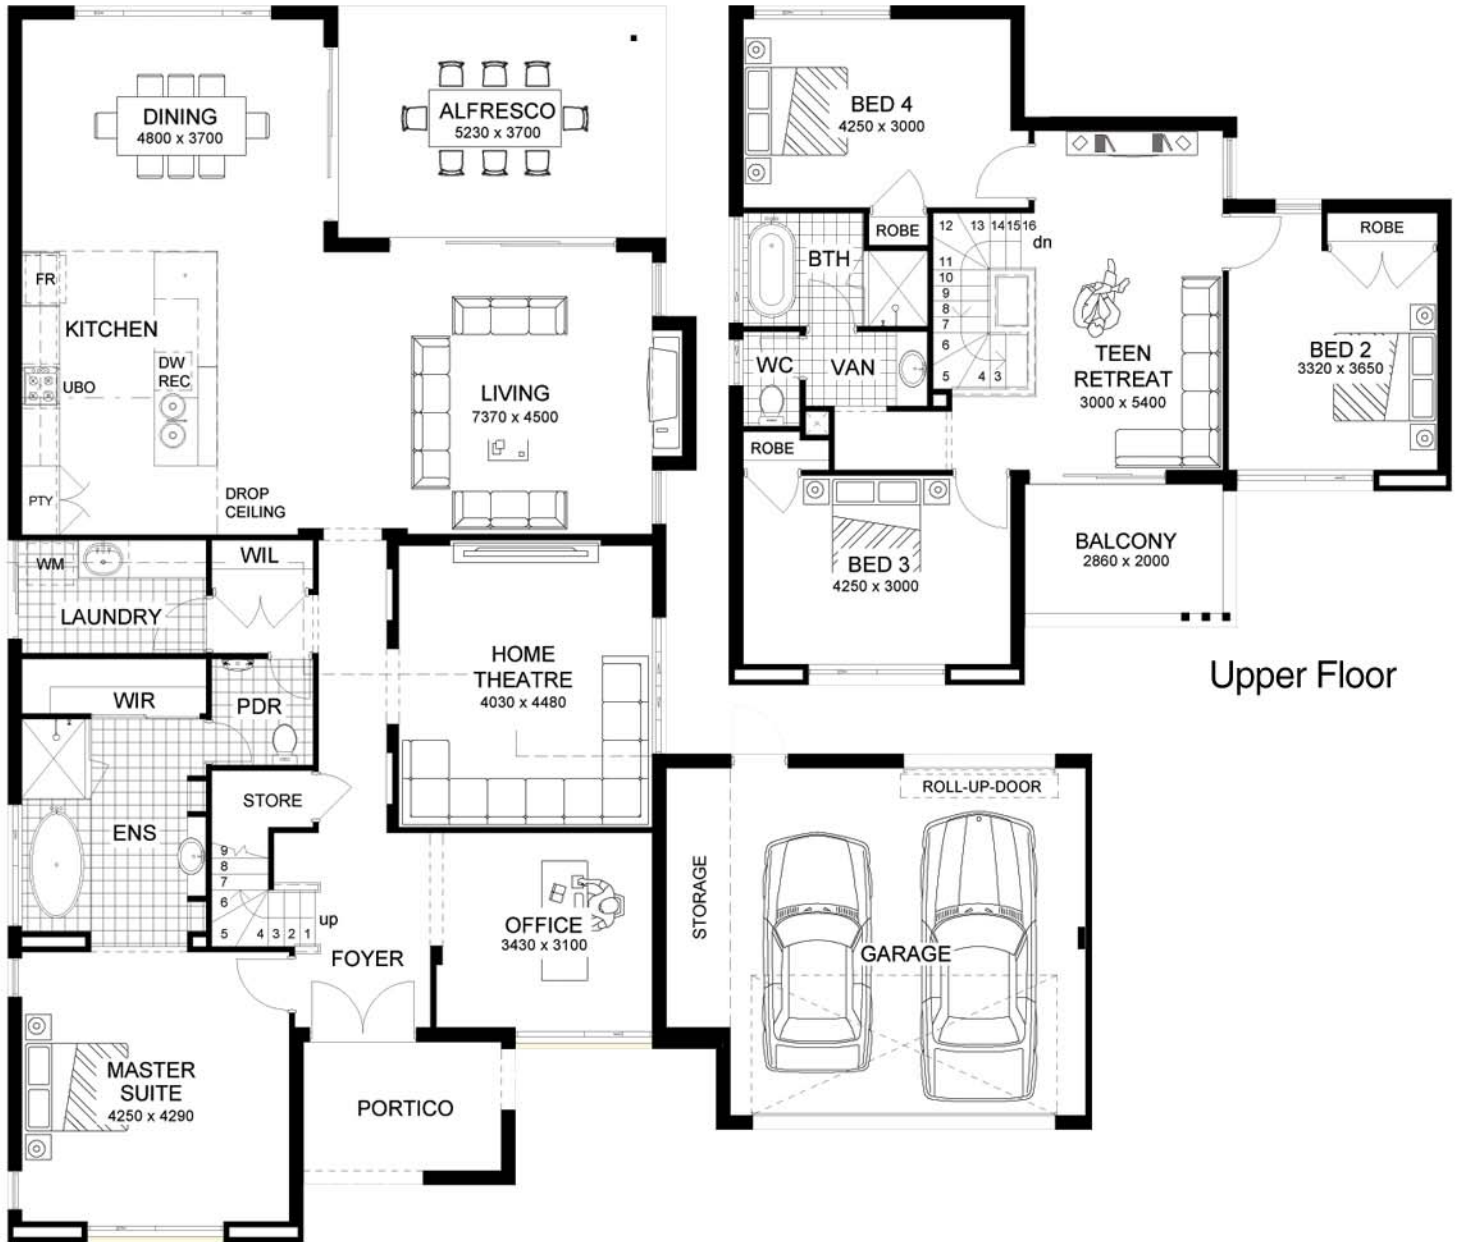 DINING
4800 x 3700
ALFRESCO
5230 x 3700
FR
KITCHEN
UBO
DW
REC
PTY
DROP
CEILING
LIVING
7370 x 4500
WM
LAUNDRY
WIL
WIR
PDR
HOME
THEATRE
4030 x 4480
ENS
STORE
9
8
7
6
5
4
3
2
1
up
FOYER
OFFICE
3430 x 3100
MASTER
SUITE
4250 x 4290
PORTICO
STORAGE
ROLL-UP-DOOR
GARAGE
BED 4
4250 x 3000
ROBE
BTH
12
13
14
15
16
dn
11
10
9
8
7
6
5
4
3
WC
VAN
TEEN
RETREAT
3000 x 5400
ROBE
BED 2
3320 x 3650
ROBE
BED 3
4250 x 3000
BALCONY
2860 x 2000
Upper Floor